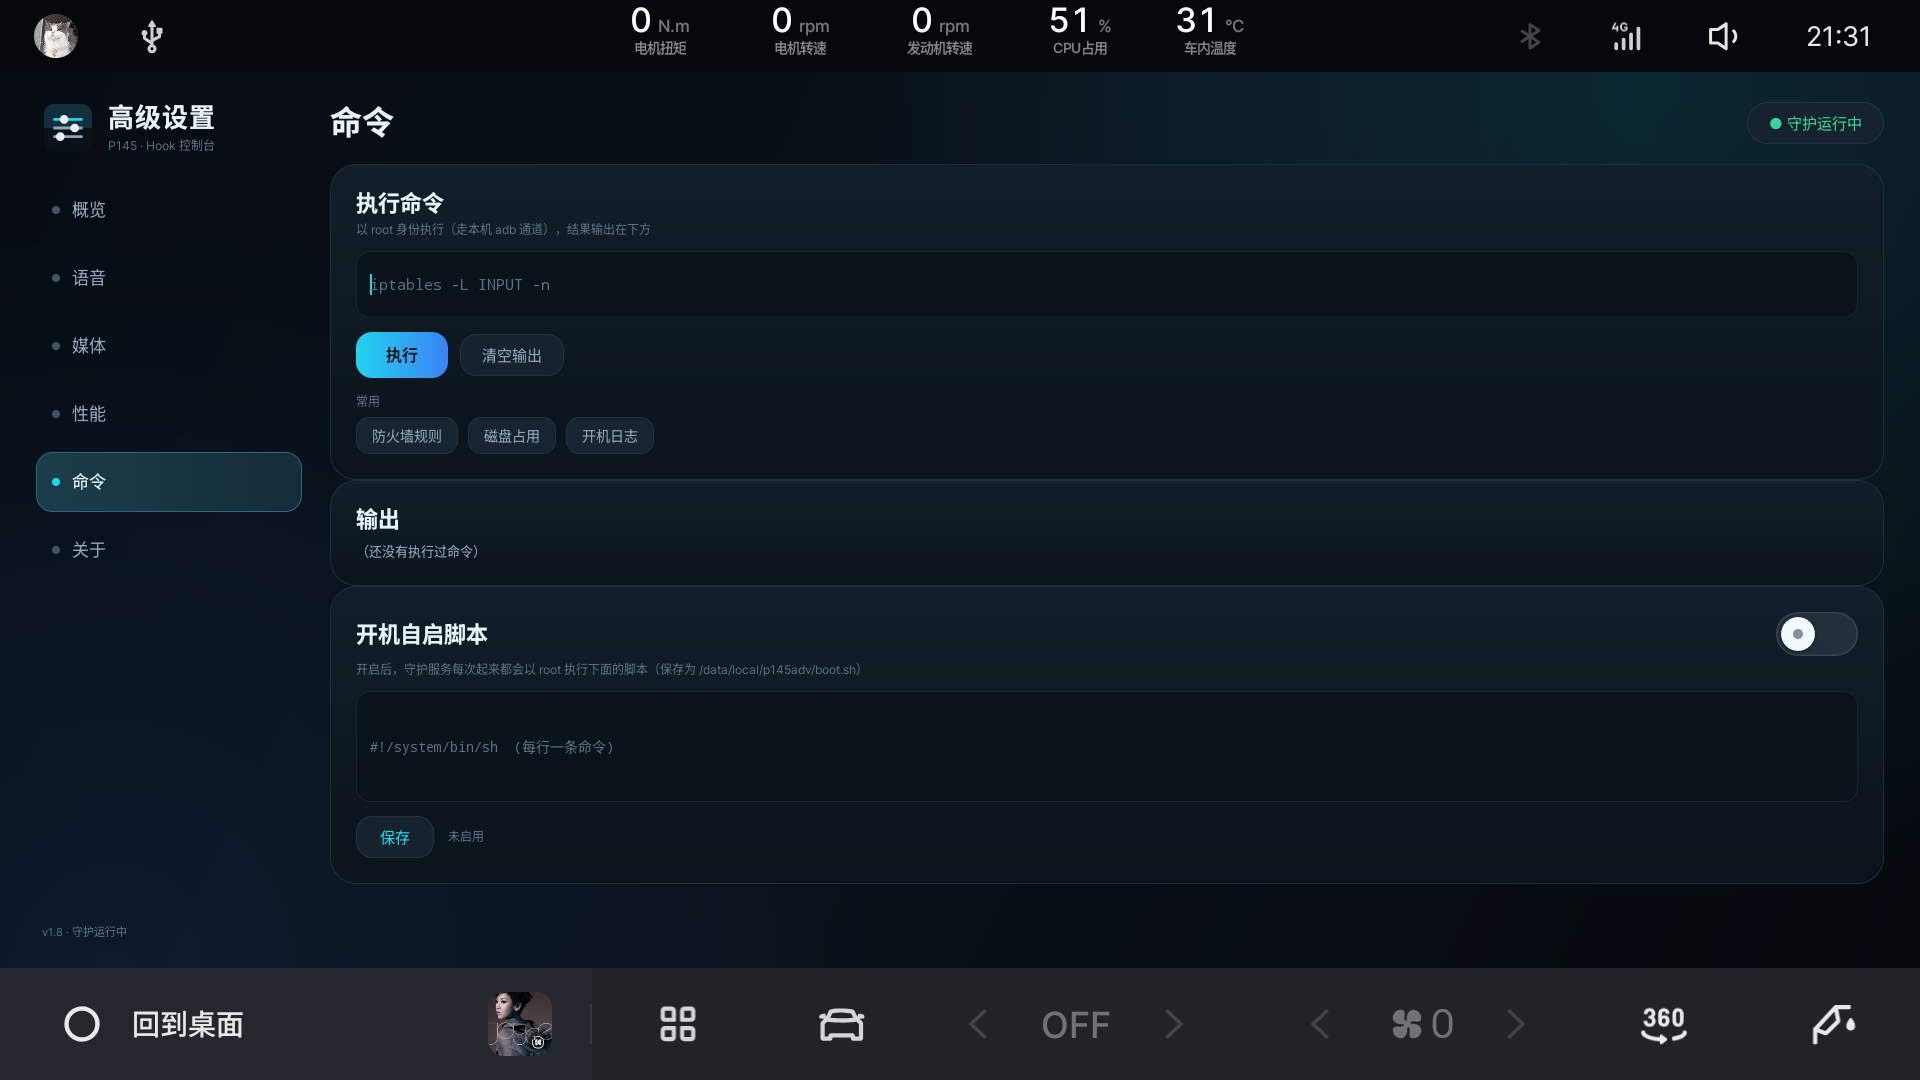 0 N.m
电机扭矩
0 rpm
电机转速
0 rpm
发动机转速
51 %
CPU占用
31 °C
车内温度
4G
21:31
高级设置
P145 · Hook 控制台
概览
语音
媒体
性能
命令
关于
v1.8 · 守护运行中
命令
守护运行中
执行命令
以 root 身份执行（走本机 adb 通道），结果输出在下方
iptables -L INPUT -n
执行
清空输出
常用
防火墙规则
磁盘占用
开机日志
输出
（还没有执行过命令）
开机自启脚本
开启后，守护服务每次起来都会以 root 执行下面的脚本（保存为 /data/local/p145adv/boot.sh）
#!/system/bin/sh （每行一条命令）
保存
未启用
回到桌面
OFF
0
360